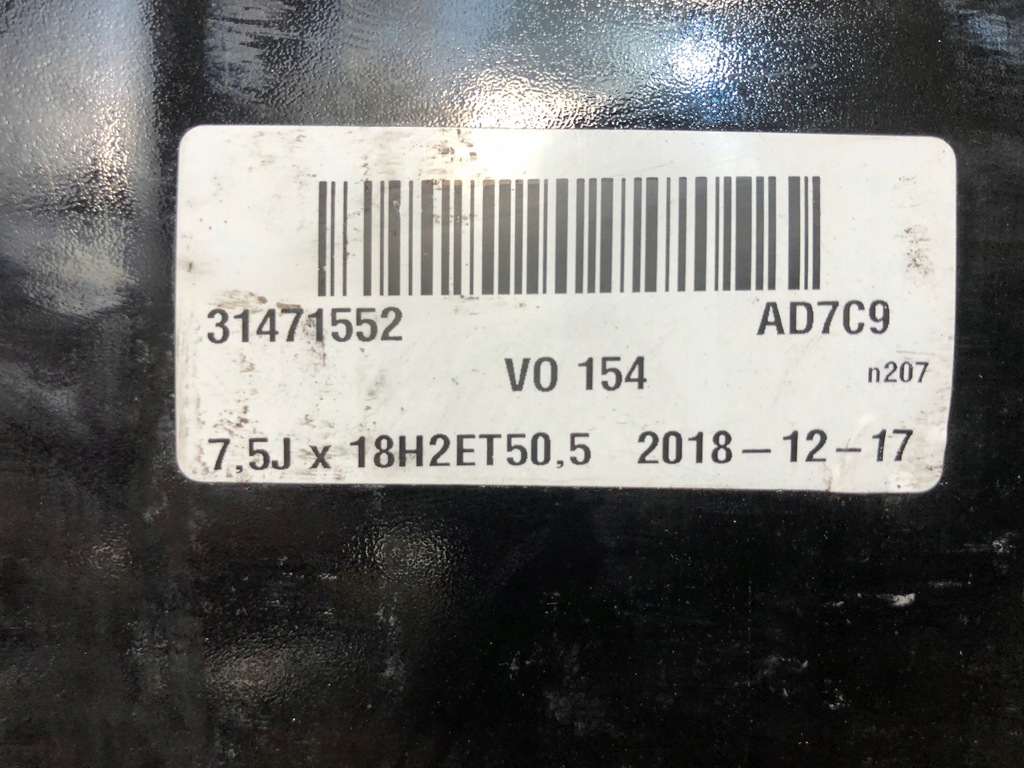 31471552 AD7C9
VO 154 n207
7,5J x 18H2ET50,5 2018-12-17